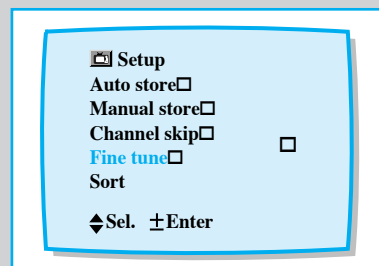 Setup
Auto store□
Manual store□
Channel skip□
Fine tune□
□
Sort
Sel. ±Enter